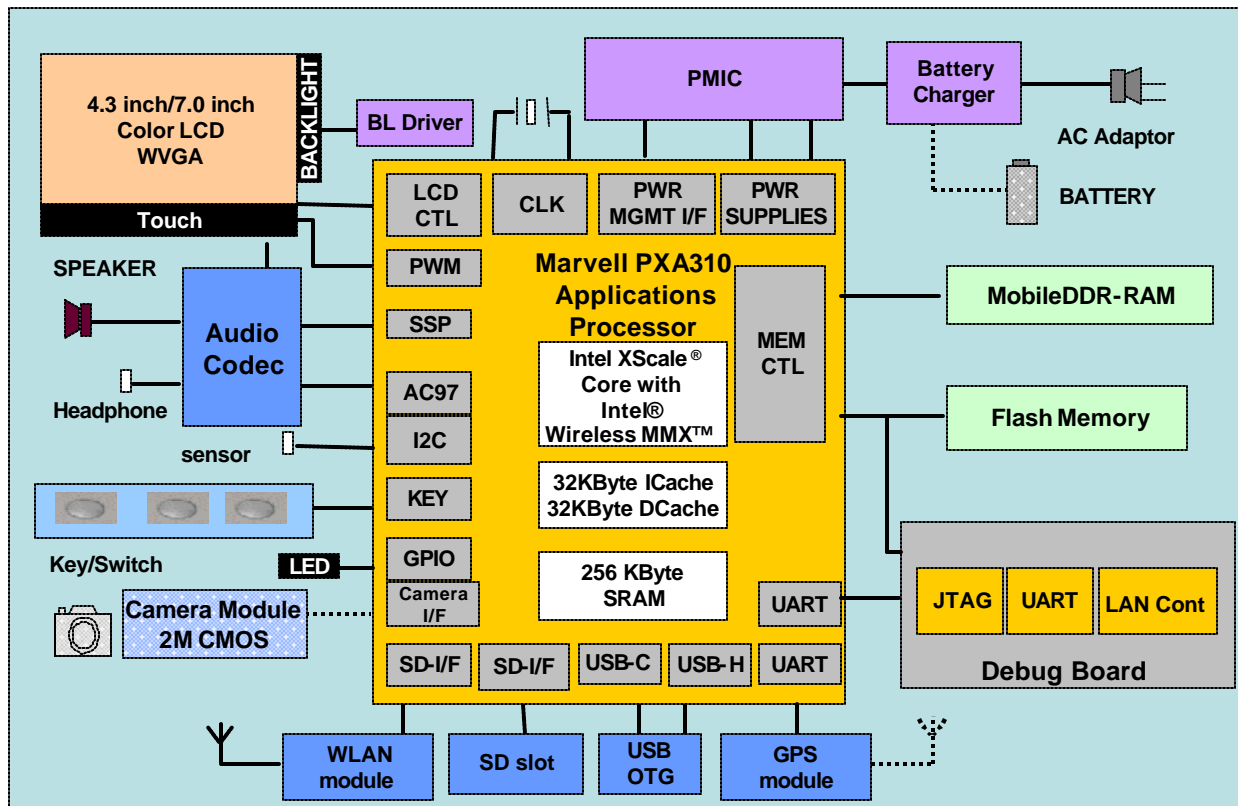 4.3 inch/7.0 inch
Color LCD
WVGA
BACKLIGHT
Touch
BL Driver
PMIC
Battery
Charger
AC Adaptor
BATTERY
LCD
CTL
CLK
PWR
MGMT I/F
PWR
SUPPLIES
SPEAKER
Audio
Codec
Headphone
sensor
PWM
SSP
AC97
I2C
KEY
GPIO
Camera
I/F
Marvell PXA310
Applications
Processor
Intel XScale ®
Core with
Intel®
Wireless MMX™
32KByte ICache
32KByte DCache
256 KByte
SRAM
MEM
CTL
MobileDDR-RAM
Flash Memory
Key/Switch
LED
Camera Module
2M CMOS
UART
JTAG
UART
LAN Cont
Debug Board
SD-I/F
SD-I/F
USB-C
USB-H
UART
WLAN
module
SD slot
USB
OTG
GPS
module